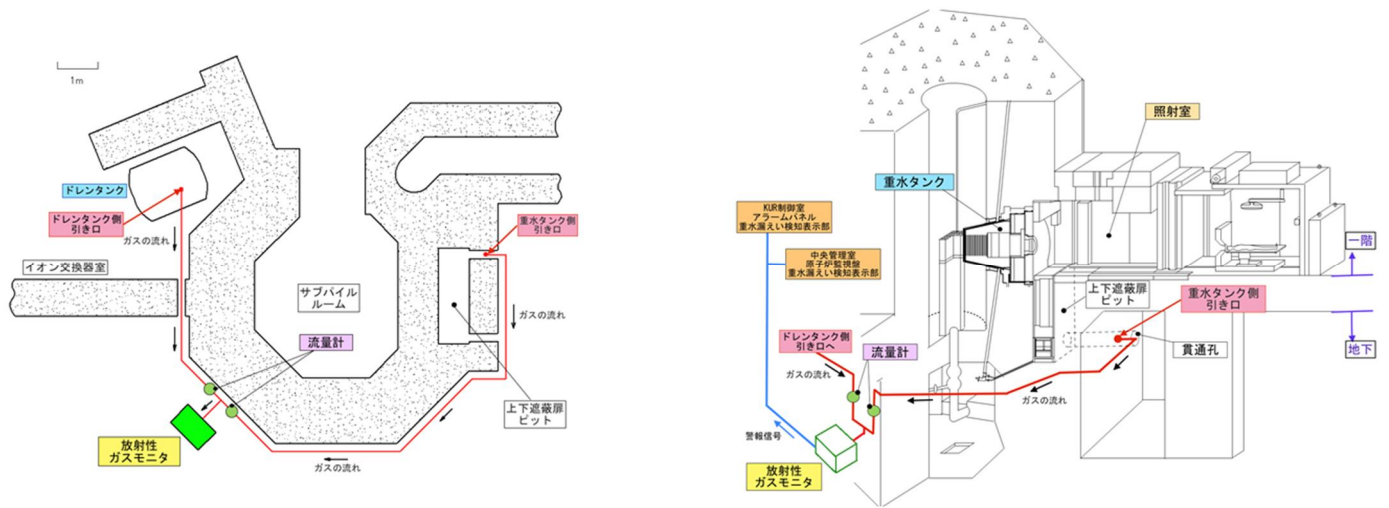 1m
ドレンタンク
ドレンタンク側
引き口
ガスの流れ
イオン交換器室
サブパイル
ルーム
流量計
重水タンク側
引き口
ガスの流れ
上下遮蔽扉
ピット
放射性
ガスモニタ
ガスの流れ
照射室
重水タンク
KUR制御室
アラームパネル
重水漏えい検知表示部
中央管理室
原子炉監視盤
重水漏えい検知表示部
一階
上下遮蔽扉
ピット
重水タンク側
引き口
地下
貫通孔
ドレンタンク側
引き口へ
流量計
ガスの流れ
ガスの流れ
警報信号
放射性
ガスモニタ